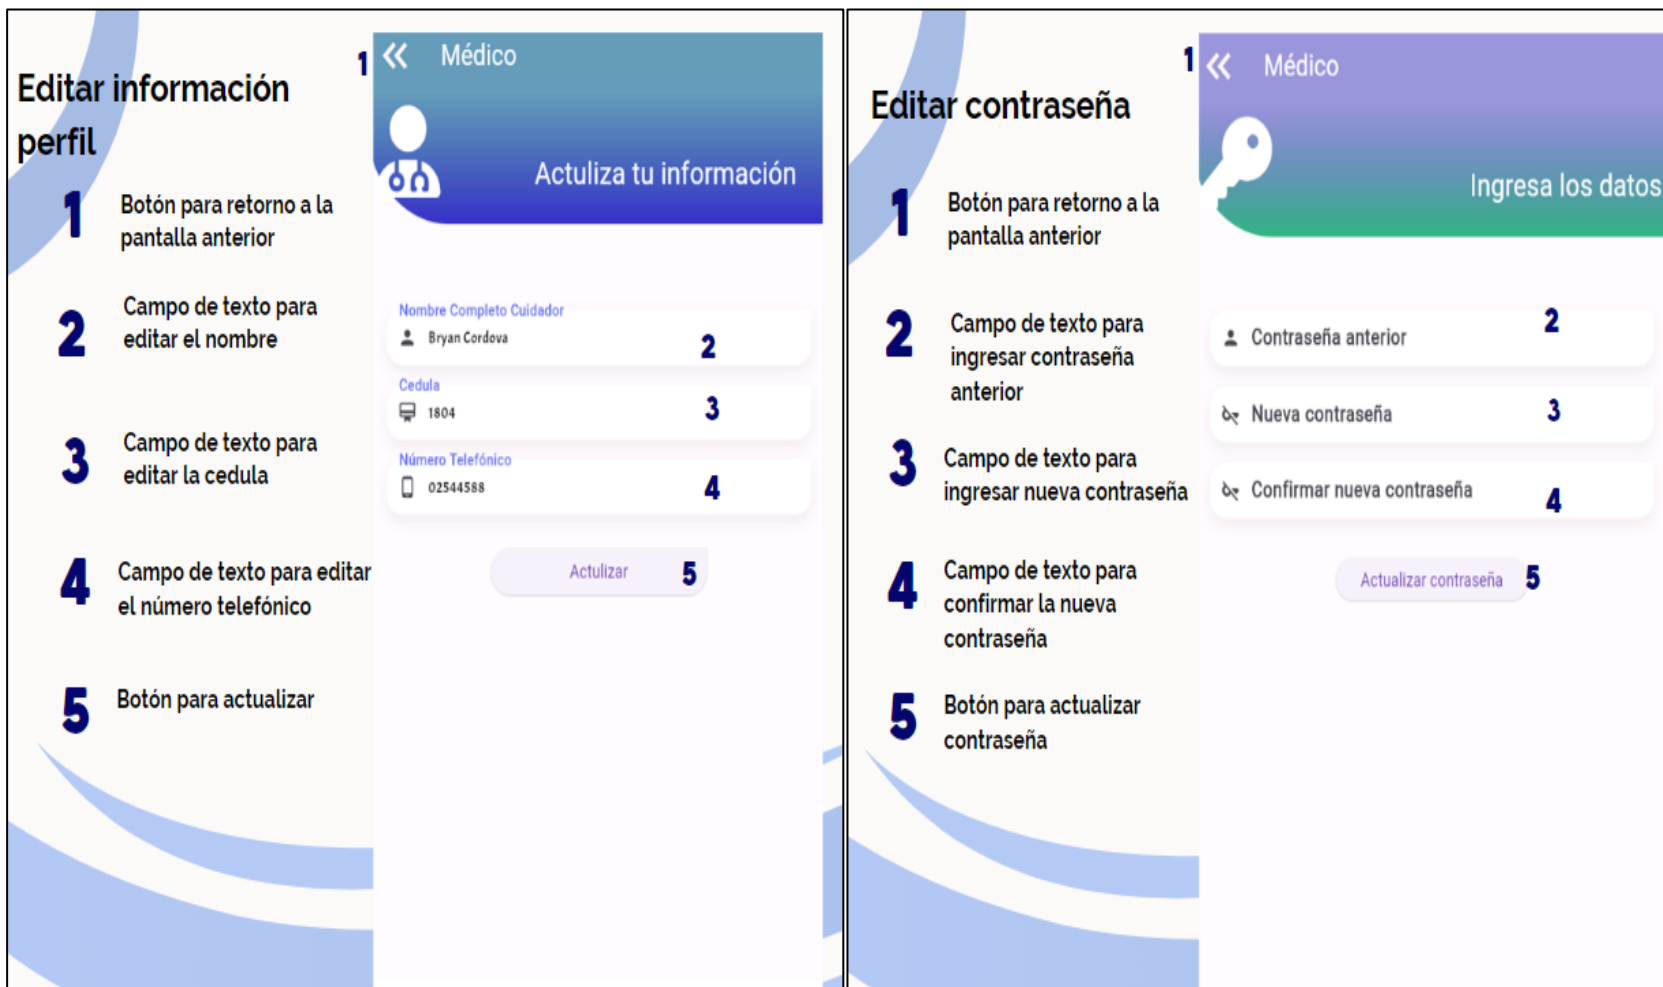 Editar información
perfil
1
Botón para retorno a la
pantalla anterior
2
Campo de texto para
editar el nombre
3
Campo de texto para
editar la cedula
4
Campo de texto para editar
el número telefónico
5
Botón para actualizar
1
Médico
Actuliza tu información
Nombre Completo Cuidador
Bryan Cordova
2
Cedula
1804
3
Número Telefónico
02544588
4
Actulizar
5
Editar contraseña
1
Botón para retorno a la
pantalla anterior
2
Campo de texto para
ingresar contraseña
anterior
3
Campo de texto para
ingresar nueva contraseña
4
Campo de texto para
confirmar la nueva
contraseña
5
Botón para actualizar
contraseña
1
Médico
Ingresa los datos
Contraseña anterior
2
Nueva contraseña
3
Confirmar nueva contraseña
4
Actualizar contraseña
5